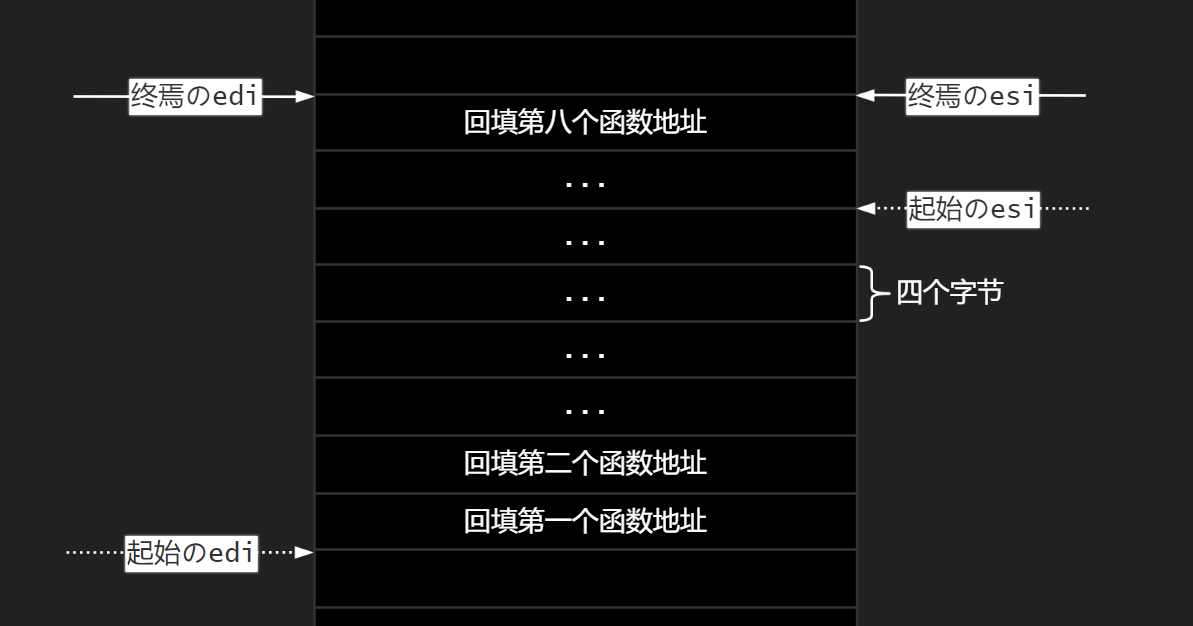 终焉のedi
终焉のesi
回填第八个函数地址
...
起始のesi
...
...
四个字节
...
...
回填第二个函数地址
回填第一个函数地址
起始のedi